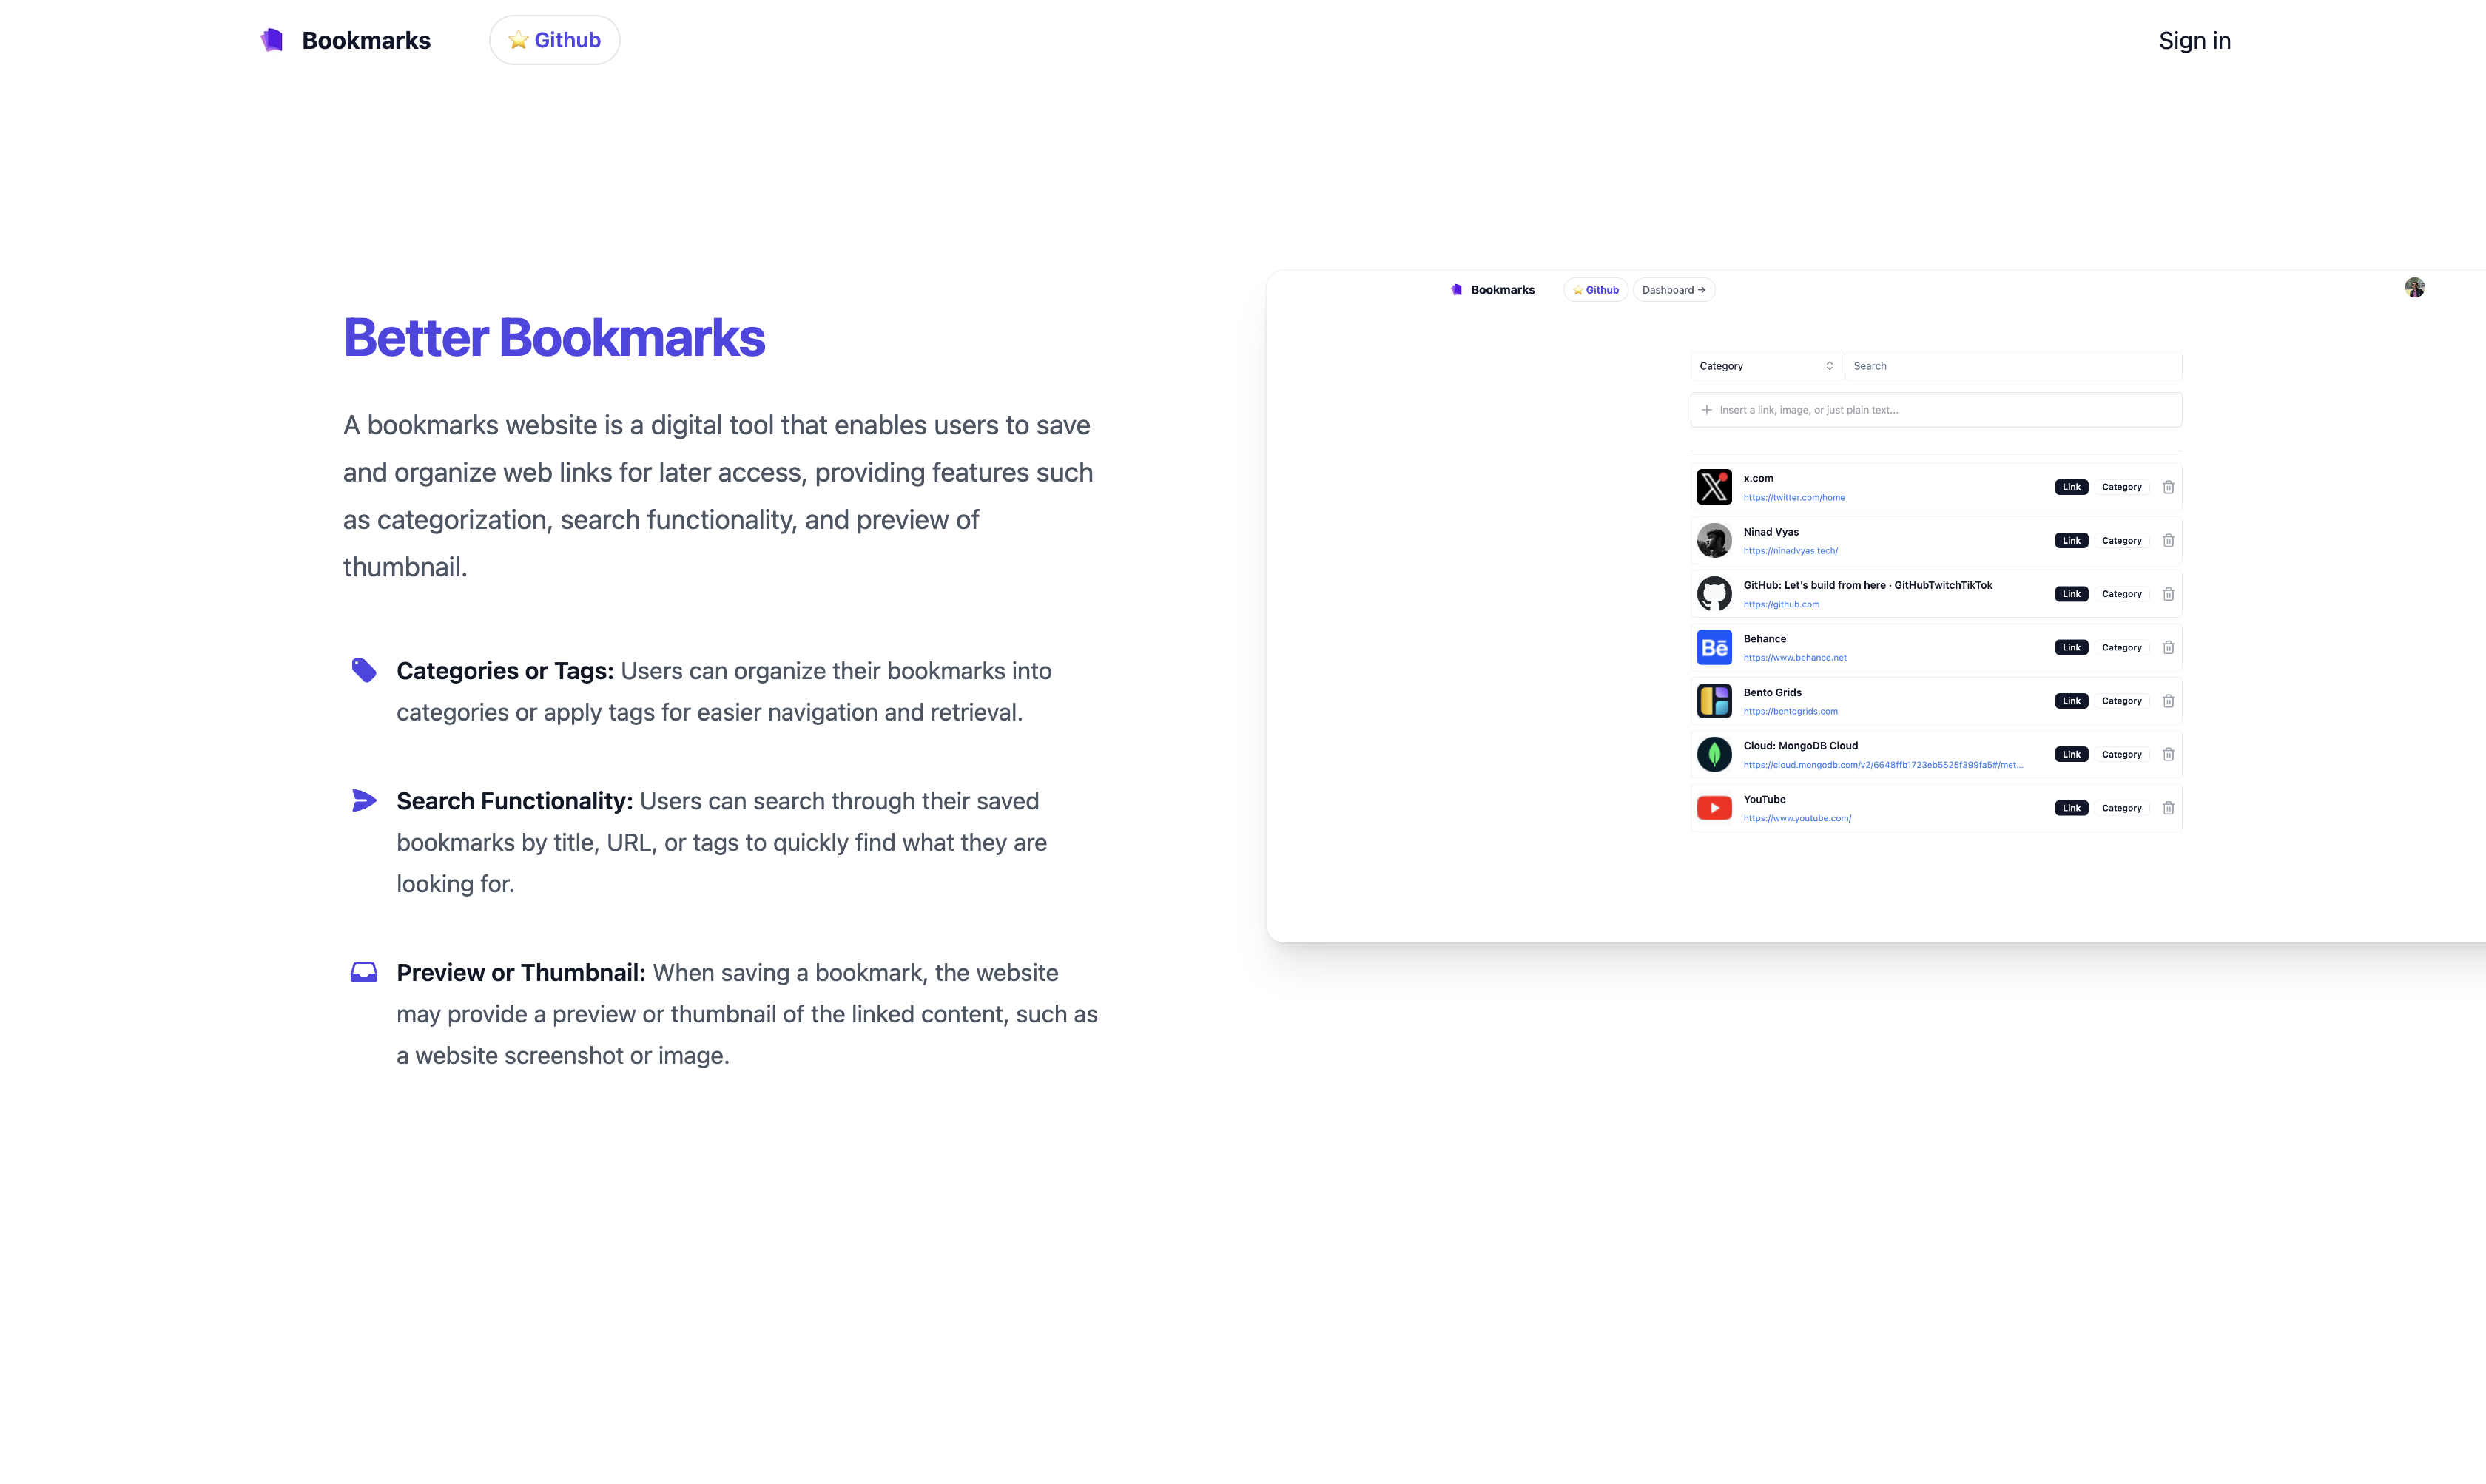 Bookmarks
⭐ Github
Sign in
Better Bookmarks
A bookmarks website is a digital tool that enables users to save
and organize web links for later access, providing features such
as categorization, search functionality, and preview of
thumbnail.
Categories or Tags: Users can organize their bookmarks into
categories or apply tags for easier navigation and retrieval.
Search Functionality: Users can search through their saved
bookmarks by title, URL, or tags to quickly find what they are
looking for.
Preview or Thumbnail: When saving a bookmark, the website
may provide a preview or thumbnail of the linked content, such as
a website screenshot or image.
Bookmarks
⭐ Github
Dashboard →
Category
Search
Insert a link, image, or just plain text...
x.com
https://twitter.com/home
Link Category
Ninad Vyas
https://ninadvyas.tech/
Link Category
GitHub: Let's build from here · GitHubTwitchTikTok
https://github.com
Link Category
Bē
Behance
https://www.behance.net
Link Category
Bento Grids
https://bentogrids.com
Link Category
Cloud: MongoDB Cloud
https://cloud.mongodb.com/v2/6648ffb1723eb5525f399fa5#/met...
Link Category
YouTube
https://www.youtube.com/
Link Category